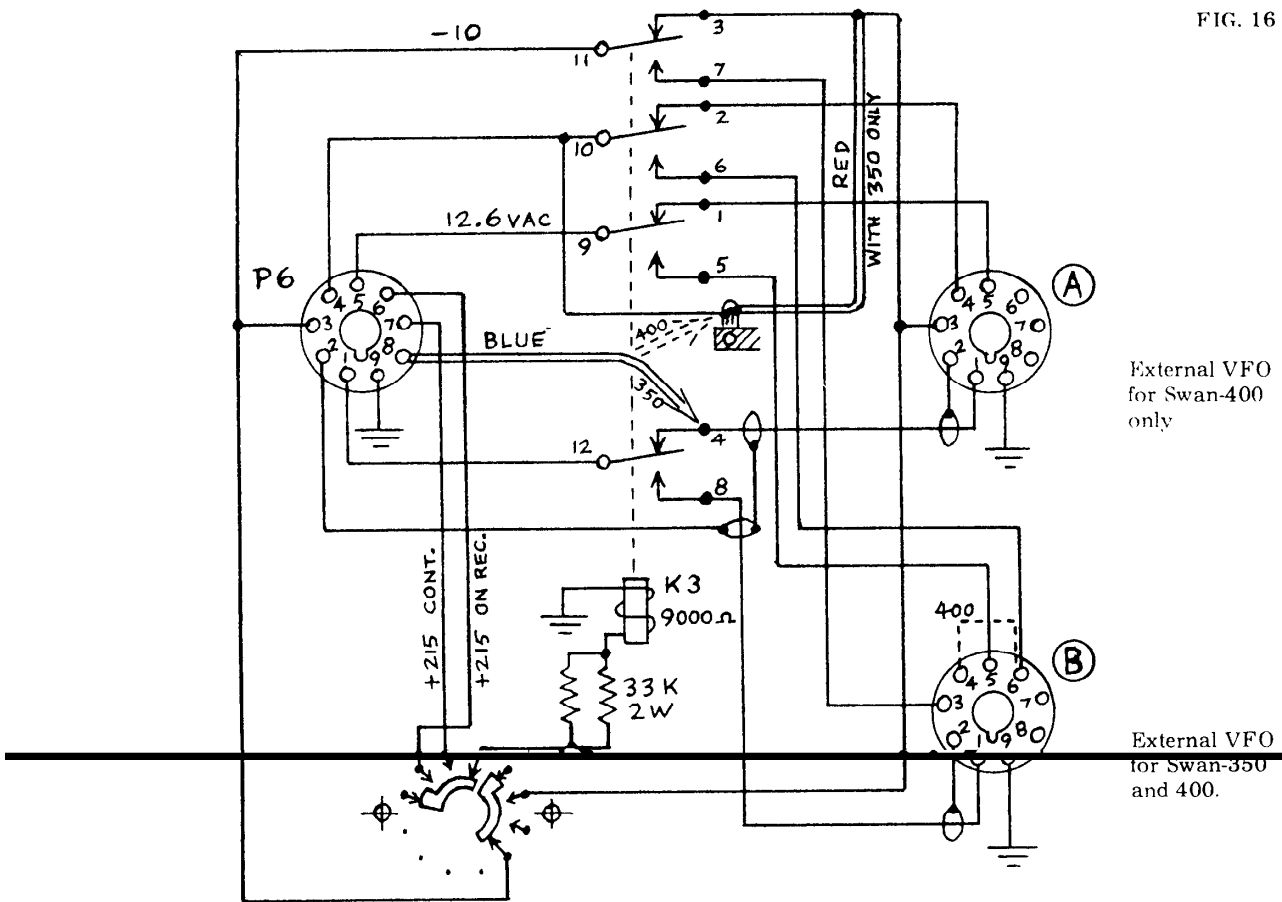 FIG. 16
-10
3
11
7
2
10
6
1
12.6 VAC
9
5
RED
WITH 350 ONLY
P6
4 5 6
3 7
2 8
1 9
BLUE
400
350
4
12
8
A
4 5 6
3 7
2 8
1 9
External VFO
for Swan-400
only
+215 CONT.
+215 ON REC.
K3
9000Ω
33K
2W
400
B
4 5 6
3 7
2 8
1 9
External VFO
for Swan-350
and 400.